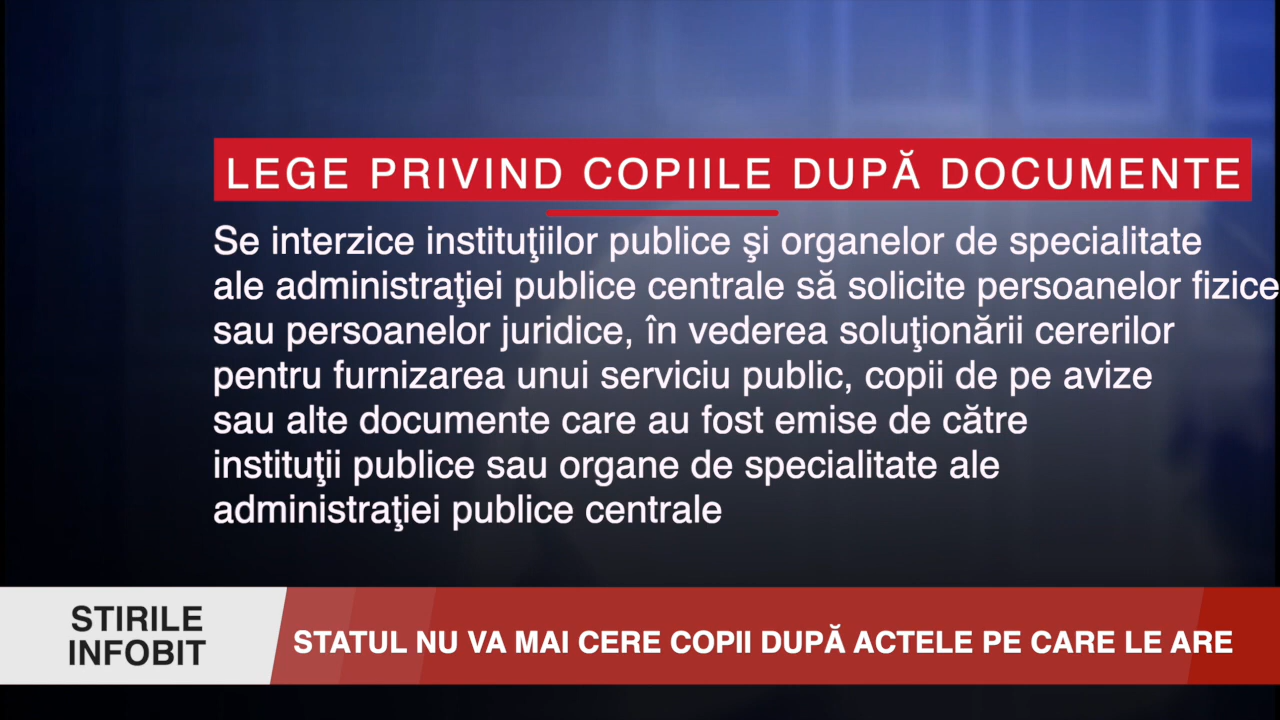 LEGE PRIVIND COPIILE DUPĂ DOCUMENTE
Se interzice instituţiilor publice şi organelor de specialitate
ale administraţiei publice centrale să solicite persoanelor fizice
sau persoanelor juridice, în vederea soluţionării cererilor
pentru furnizarea unui serviciu public, copii de pe avize
sau alte documente care au fost emise de către
instituţii publice sau organe de specialitate ale
administraţiei publice centrale
STIRILE
INFOBIT
STATUL NU VA MAI CERE COPII DUPĂ ACTELE PE CARE LE ARE